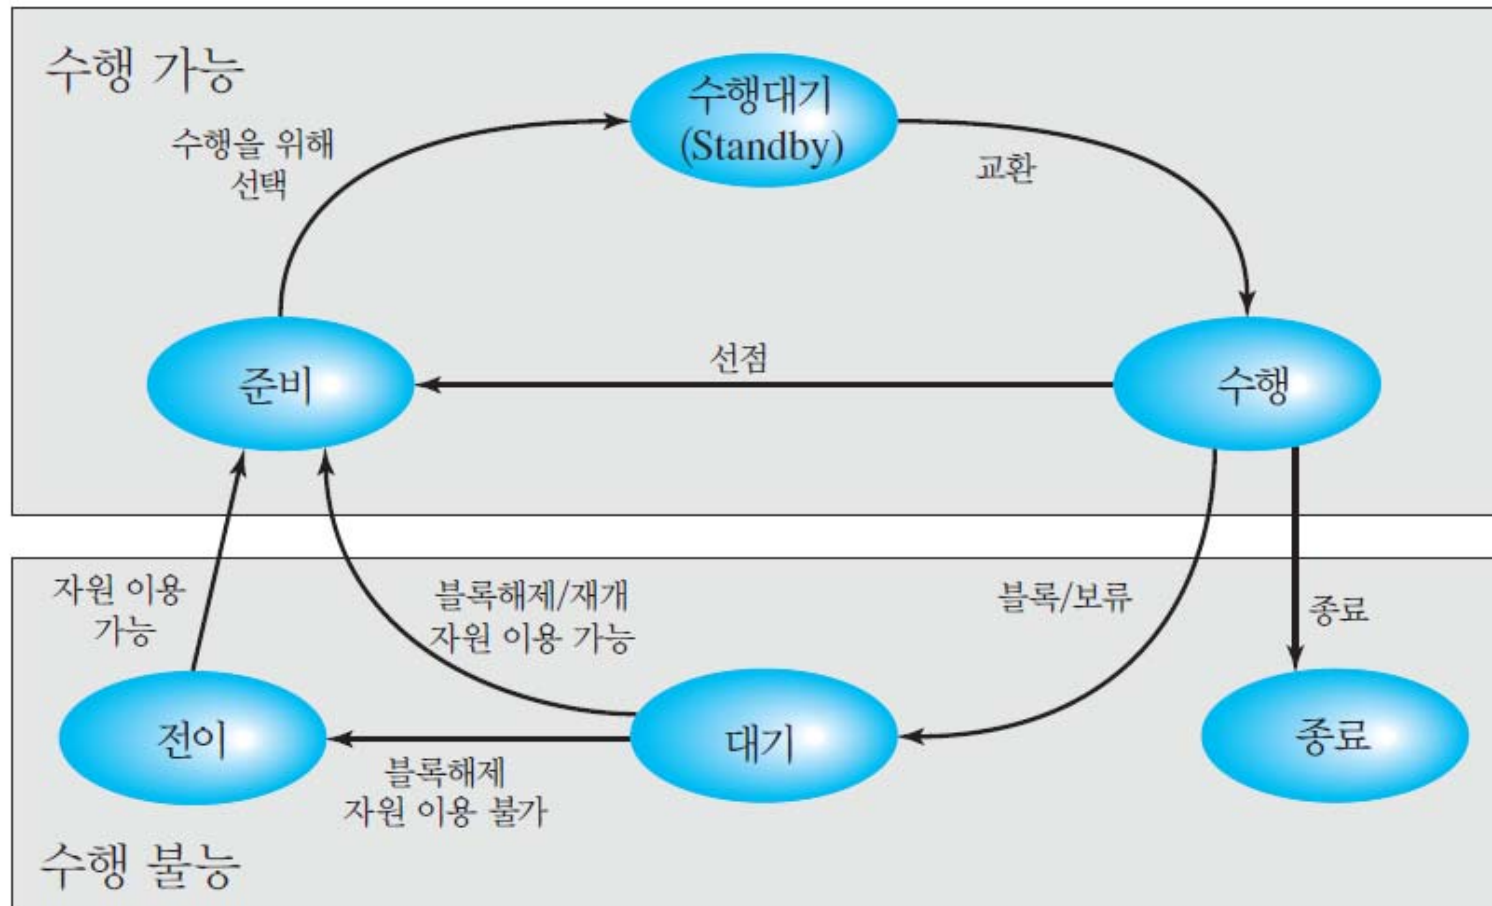 수행 가능
수행대기
(Standby)
수행을 위해
선택
교환
선점
준비
수행
자원 이용
가능
블록해제/재개
자원 이용 가능
블록/보류
종료
전이
대기
종료
블록해제
자원 이용 불가
수행 불능